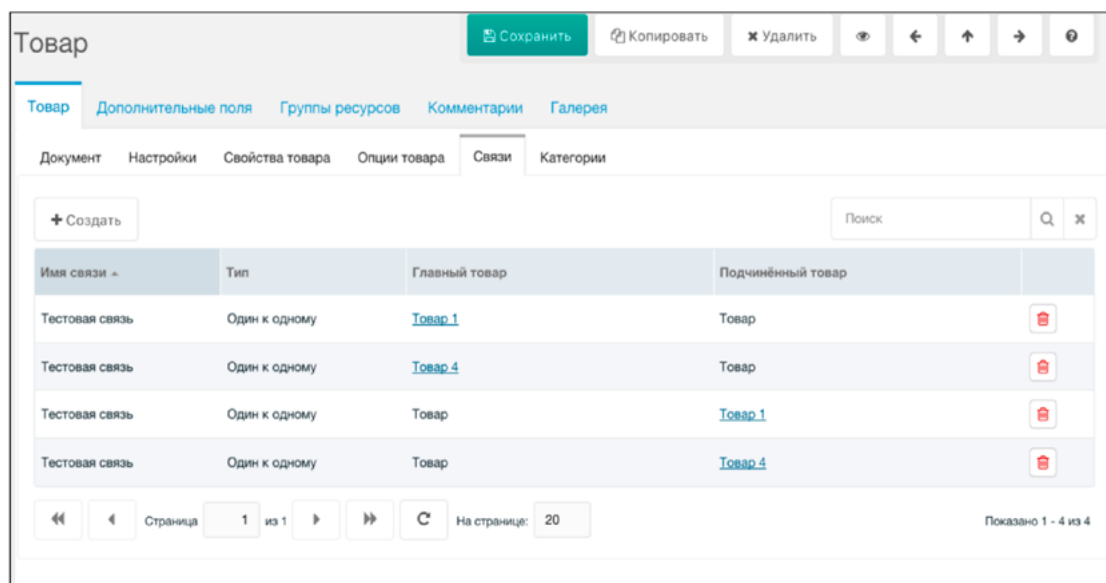 Товар
Сохранить Копировать Удалить
Товар Дополнительные поля Группы ресурсов Комментарии Галерея
Документ Настройки Свойства товара Опции товара Связи Категории
Создать Поиск
Имя связи Тип Главный товар Подчинённый товар
Тестовая связь Один к одному Товар 1 Товар
Тестовая связь Один к одному Товар 4 Товар
Тестовая связь Один к одному Товар Товар 1
Тестовая связь Один к одному Товар Товар 4
Страница 1 из 1 На странице: 20 Показано 1 - 4 из 4